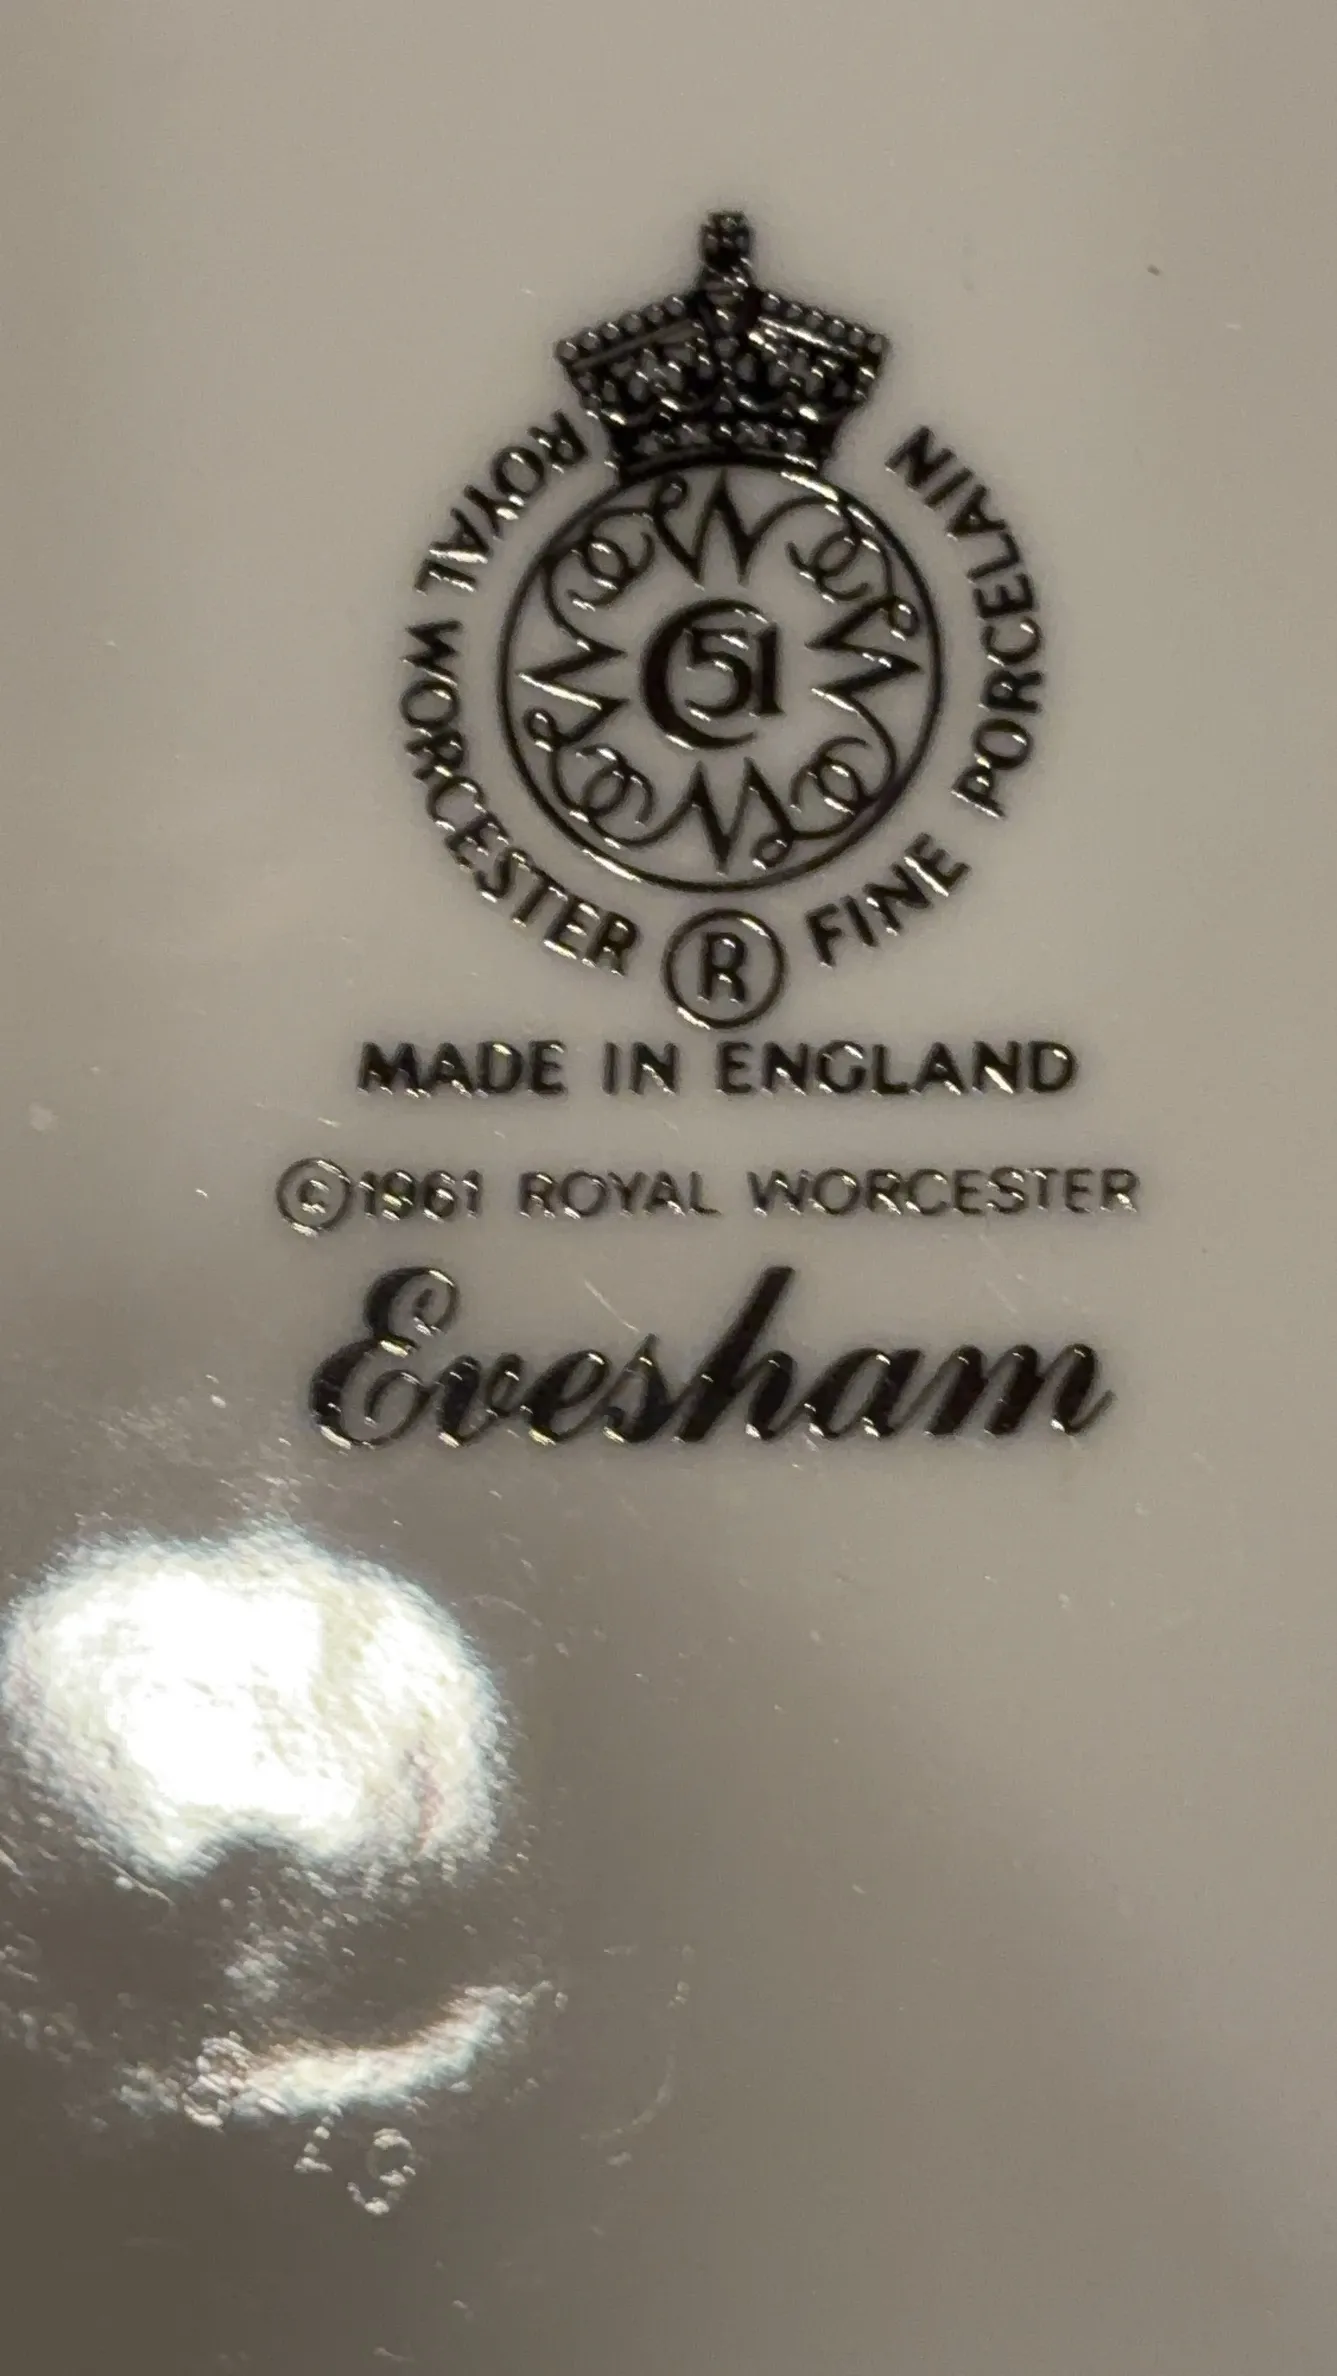 ROYAL WORCESTER ® FINE PORCELAIN
51
MADE IN ENGLAND
©1961 ROYAL WORCESTER
Evesham